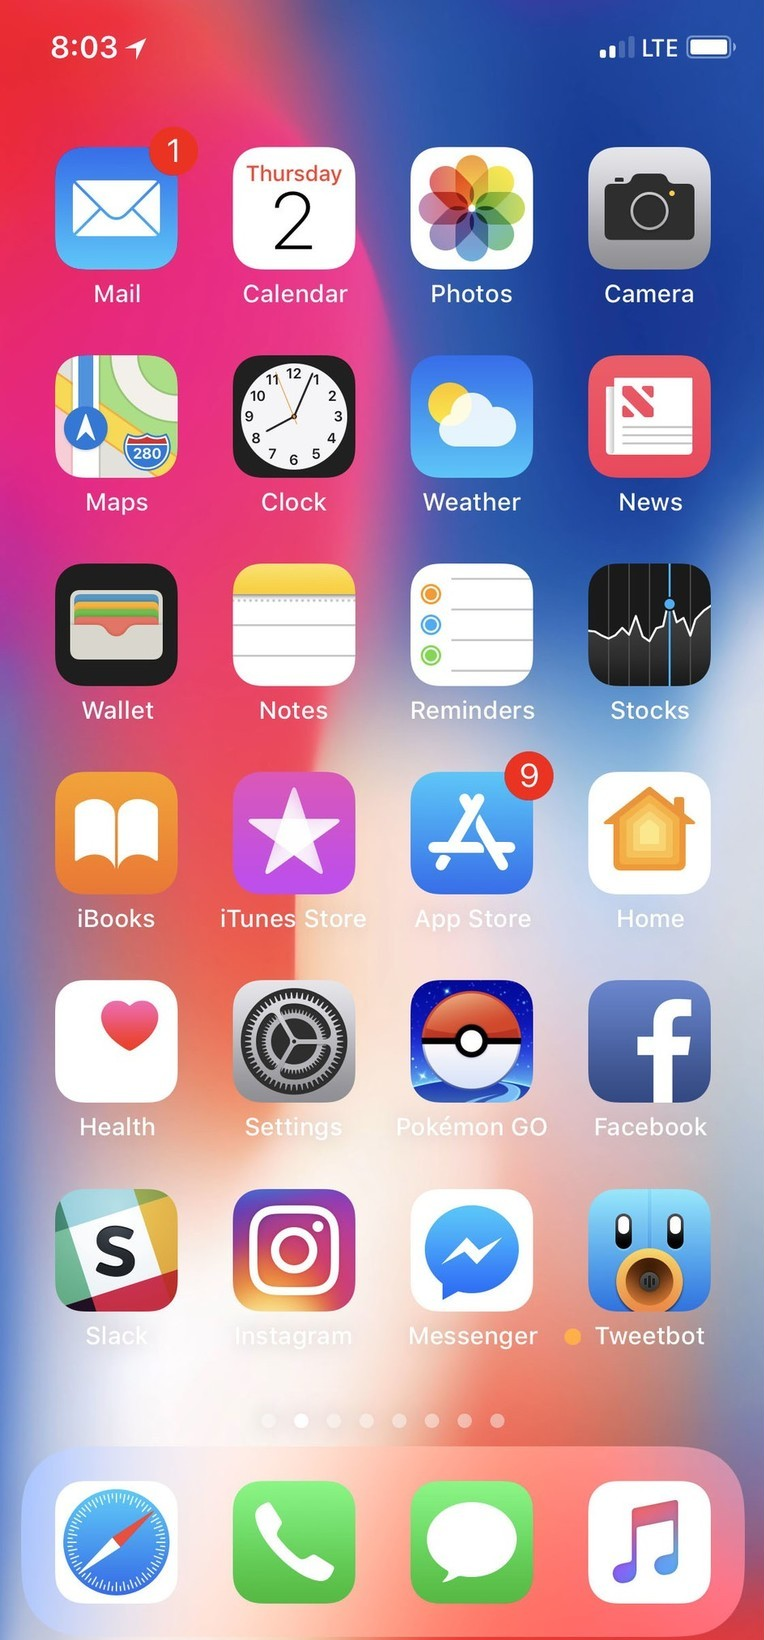 8:03 LTE
1
Thursday
2
Mail Calendar Photos Camera
280
12
11 1
10 2
9 3
8 4
7 5
6
Maps Clock Weather News
Wallet Notes Reminders Stocks
9
iBooks iTunes Store App Store Home
Health Settings Pokémon GO Facebook
S
Slack Instagram Messenger Tweetbot